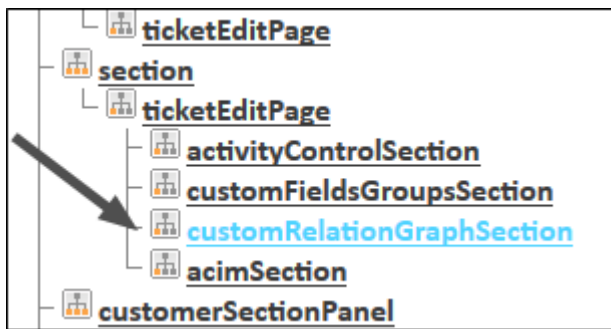 ticketEditPage
section
ticketEditPage
activityControlSection
customFieldsGroupsSection
customRelationGraphSection
acimSection
customerSectionPanel